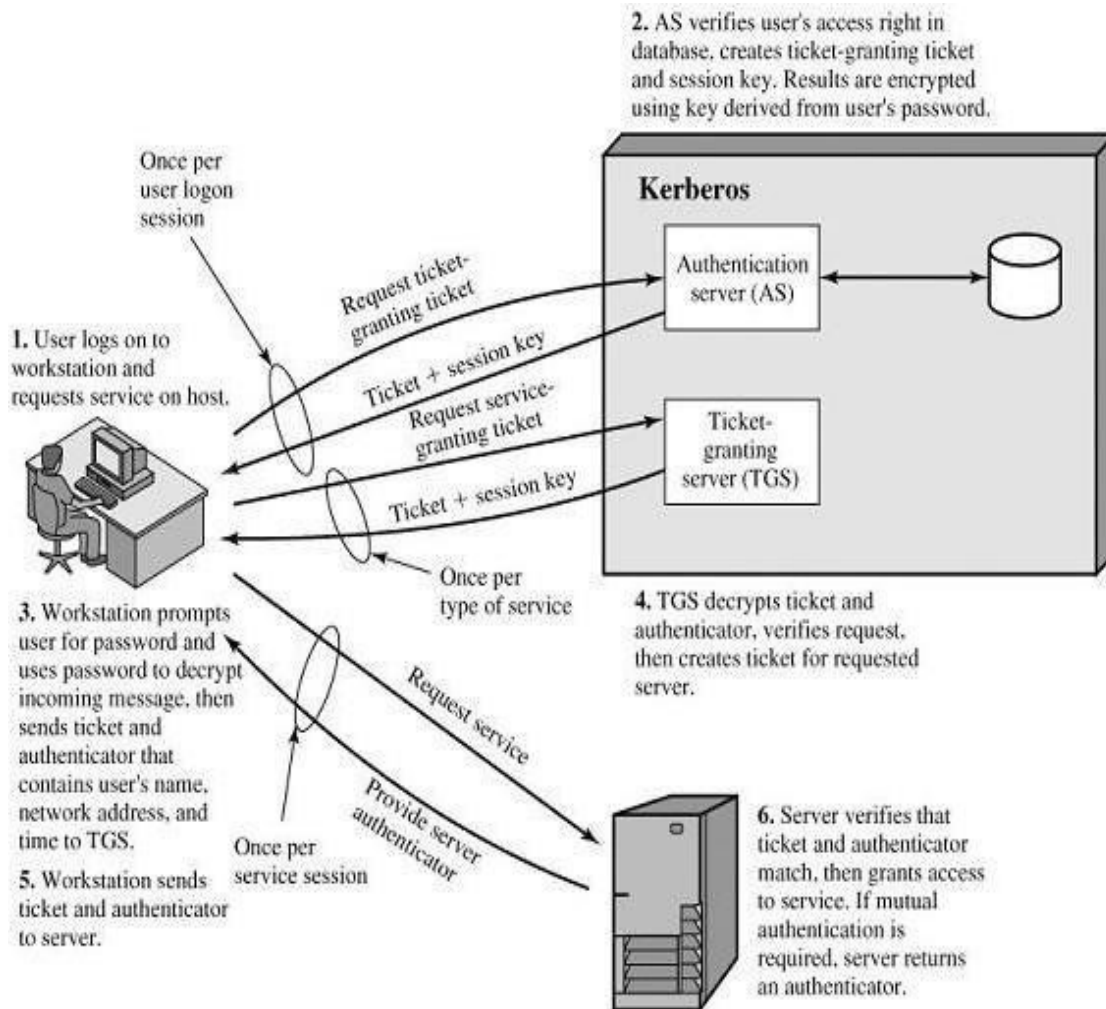 2. AS verifies user's access right in
database, creates ticket-granting ticket
and session key. Results are encrypted
using key derived from user's password.
Once per
user logon
session
Kerberos
Authentication
server (AS)
Request ticket-
granting ticket
1. User logs on to
workstation and
requests service on host.
Ticket + session key
Request service-
granting ticket
Ticket-
granting
server (TGS)
Ticket + session key
Once per
type of service
3. Workstation prompts
user for password and
uses password to decrypt
incoming message, then
sends ticket and
authenticator that
contains user's name,
network address, and
time to TGS.
4. TGS decrypts ticket and
authenticator, verifies request,
then creates ticket for requested
server.
Request service
Provide server
authenticator
Once per
service session
5. Workstation sends
ticket and authenticator
to server.
6. Server verifies that
ticket and authenticator
match, then grants access
to service. If mutual
authentication is
required, server returns
an authenticator.